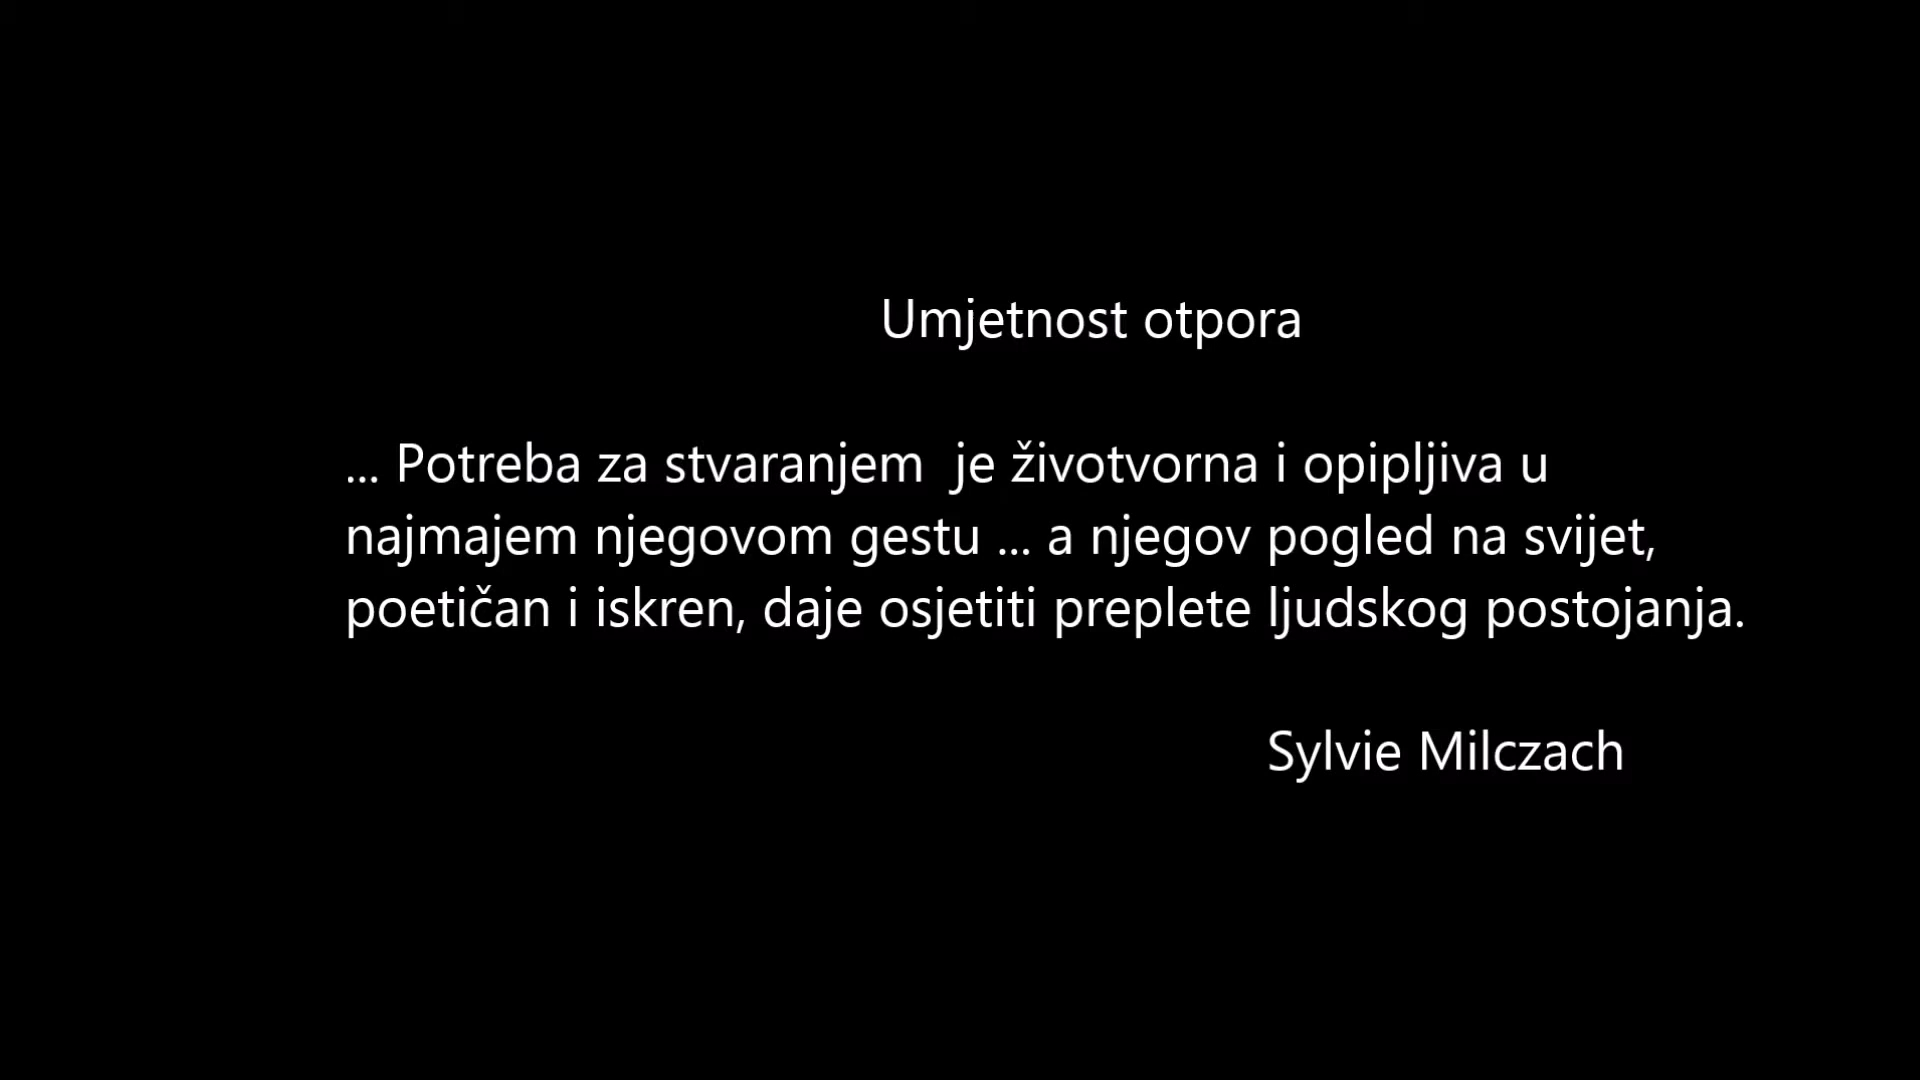 Umjetnost otpora
... Potreba za stvaranjem  je životvorna i opipljiva u
najmajem njegovom gestu ... a njegov pogled na svijet,
poetičan i iskren, daje osjetiti preplete ljudskog postojanja.
Sylvie Milczach